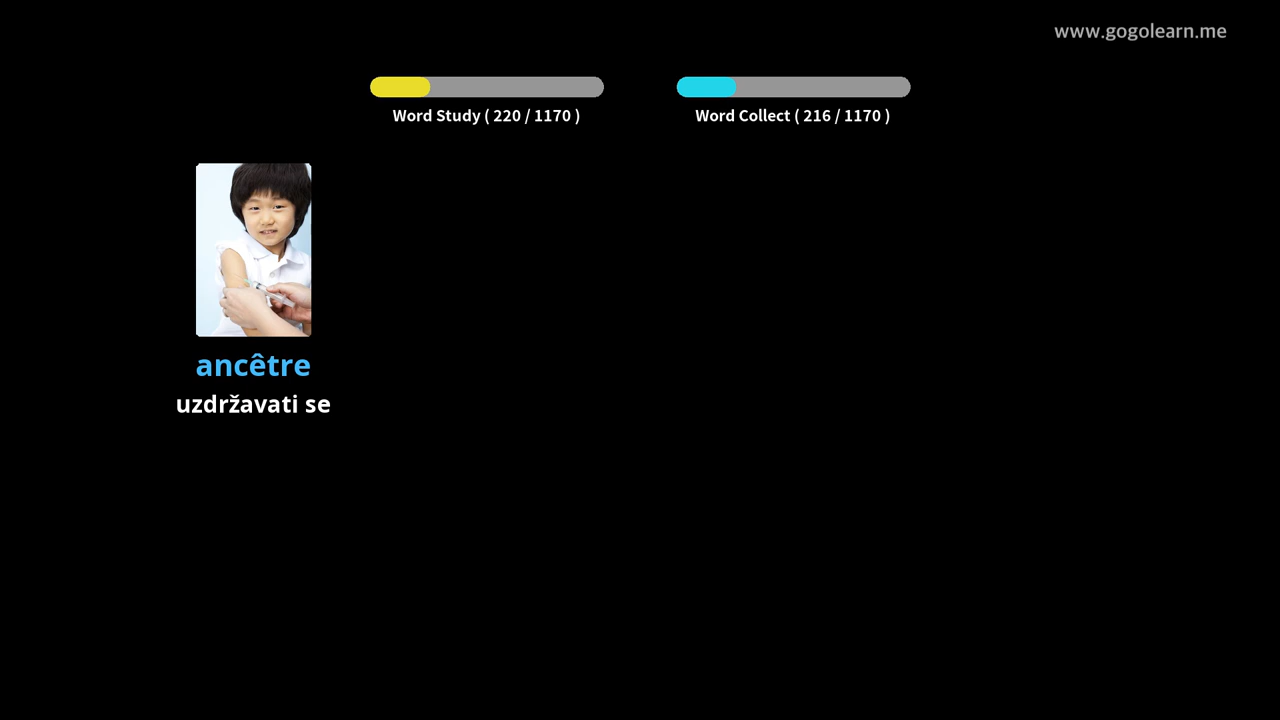 www.gogolearn.me
Word Study ( 220 / 1170 )
Word Collect ( 216 / 1170 )
ancêtre
uzdržavati se